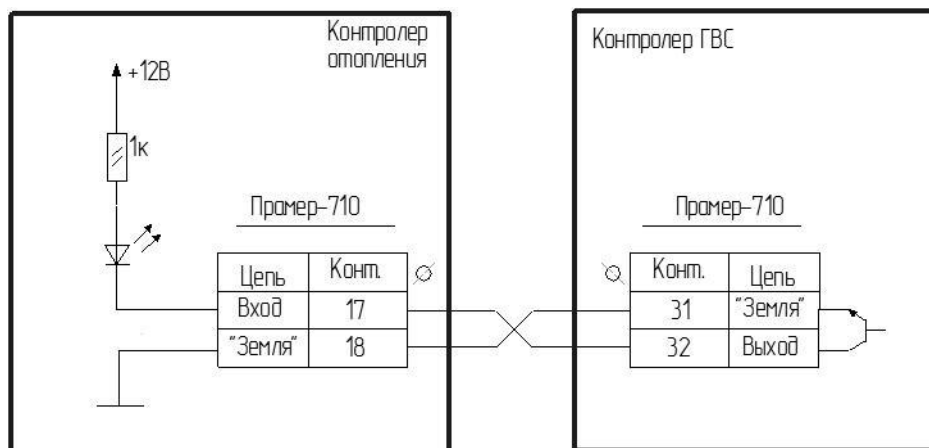 Контролер
отопления
Контролер ГВС
+12В
1к
Прамер-710
Цепь Конт.
Вход 17
"Земля" 18
Прамер-710
Конт. Цепь
31 "Земля"
32 Выход